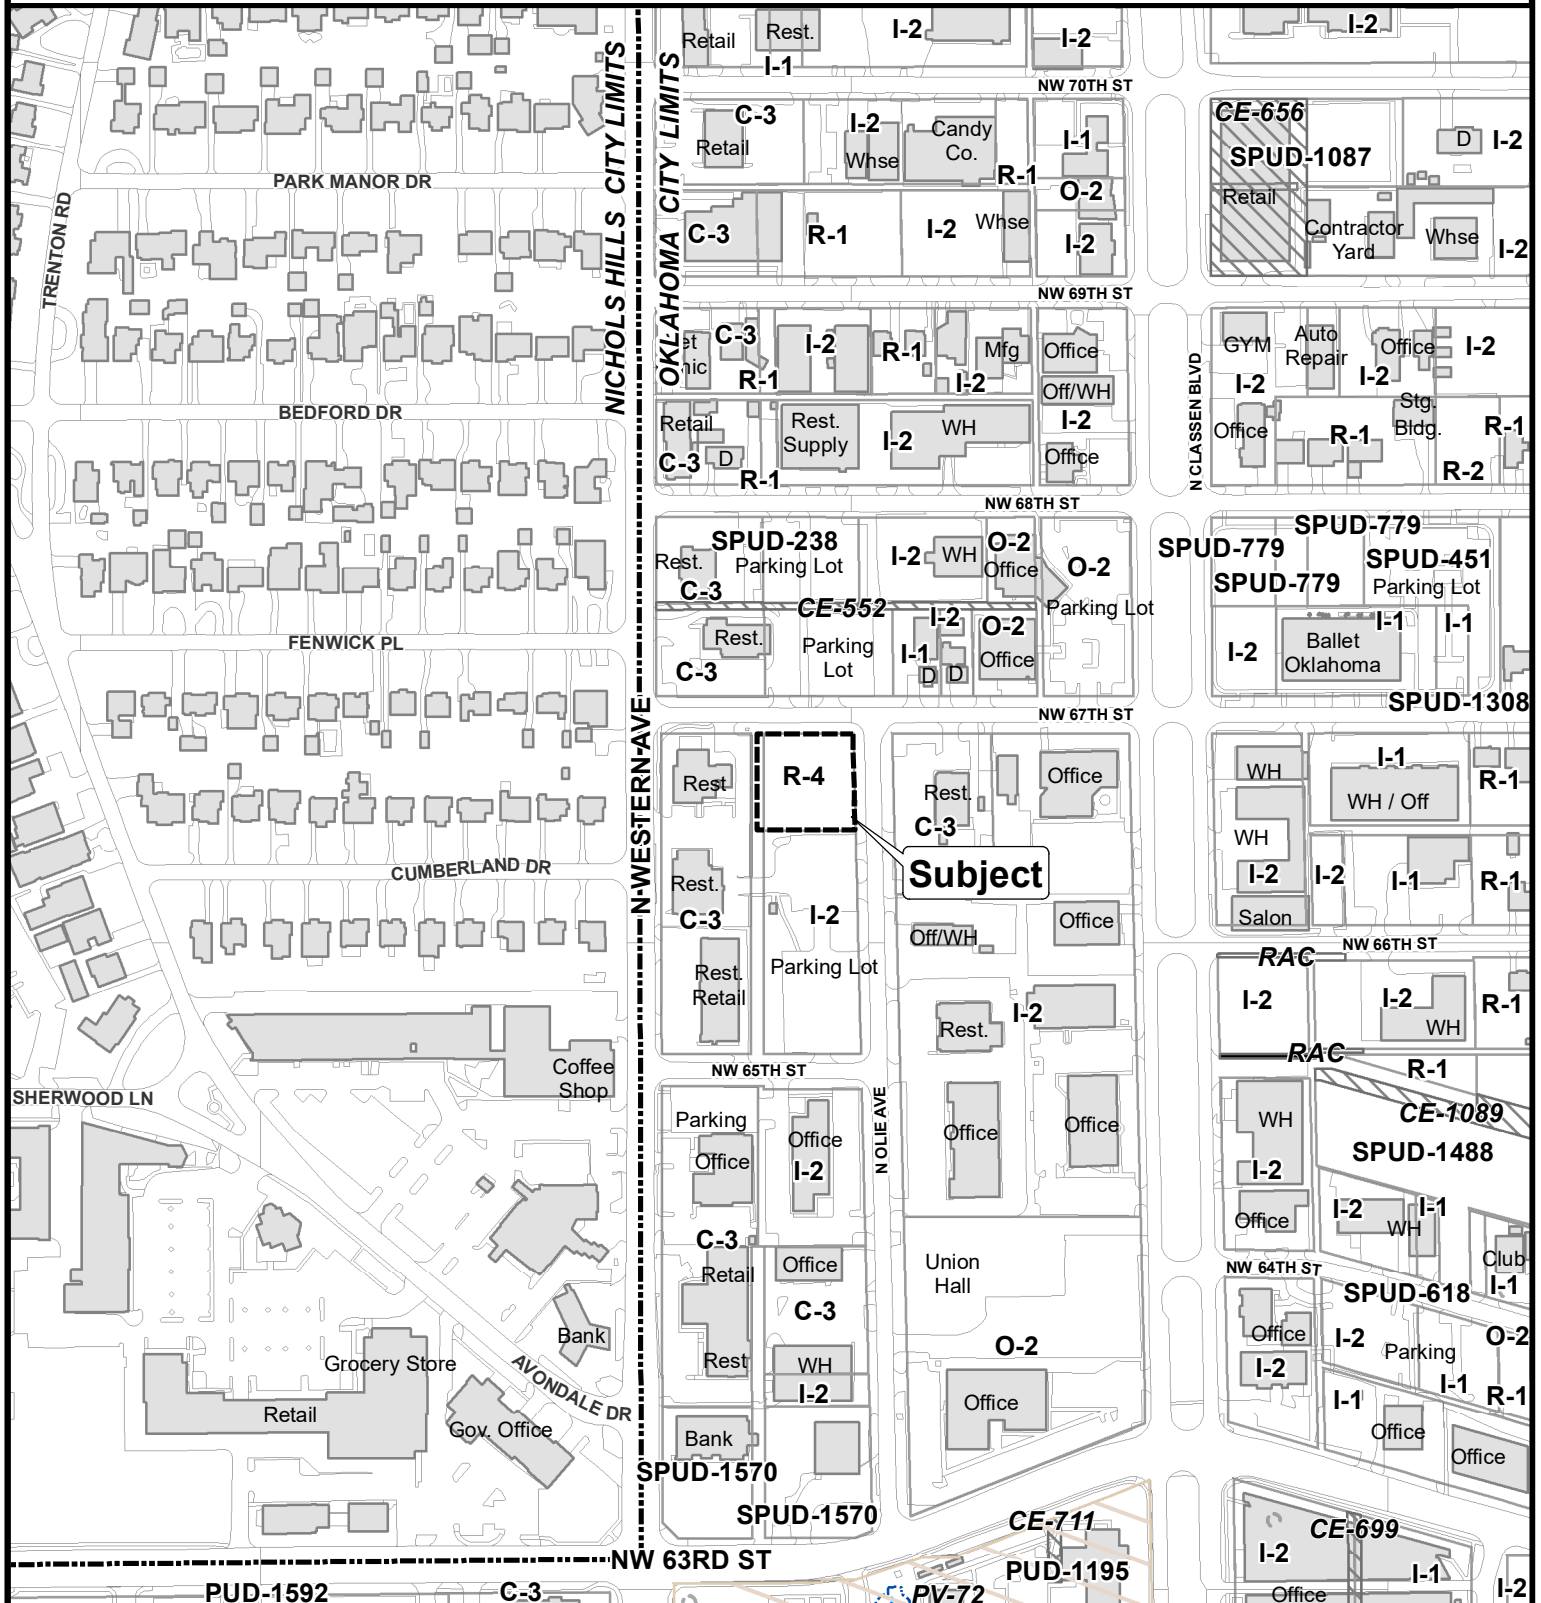 Retail
Rest.
I-2
I-2
I-2
I-1
NW 70TH ST
NICHOLS HILLS CITY LIMITS
OKLAHOMA CITY LIMITS
C-3
Retail
I-2
Whse
Candy
Co.
R-1
I-1
O-2
CE-656
SPUD-1087
Retail
D
I-2
PARK MANOR DR
TRENTON RD
C-3
R-1
I-2
Whse
I-2
Contractor
Yard
Whse
I-2
NW 69TH ST
C-3
R-1
I-2
R-1
I-2
Mfg
Office
Off/WH
I-2
Office
N CLASSEN BLVD
GYM
I-2
Auto
Repair
Office
I-2
I-2
BEDFORD DR
Retail
C-3
D
R-1
Rest.
Supply
I-2
WH
Office
R-1
Stg.
Bldg.
R-1
R-2
NW 68TH ST
Rest.
C-3
SPUD-238
Parking Lot
I-2
WH
O-2
Office
O-2
Parking Lot
SPUD-779
SPUD-779
SPUD-779
SPUD-451
Parking Lot
CE-552
Rest.
C-3
Parking
Lot
I-2
I-1
D
D
O-2
Office
I-2
Ballet
Oklahoma
I-1
I-1
SPUD-1308
FENWICK PL
NW 67TH ST
N WESTERN AVE
Rest
R-4
Rest.
C-3
Office
WH
I-1
WH / Off
R-1
Subject
WH
I-2
I-2
I-1
R-1
Salon
CUMBERLAND DR
Rest.
C-3
I-2
Parking Lot
Office
Off/WH
NW 66TH ST
Rest.
Retail
RAC
I-2
I-2
WH
R-1
Rest.
I-2
RAC
Coffee
Shop
NW 65TH ST
R-1
SHERWOOD LN
Parking
Office
Office
I-2
N OLIE AVE
Office
Office
WH
I-2
CE-1089
SPUD-1488
Office
I-2
WH
I-1
Club
I-1
C-3
Retail
Office
C-3
Union
Hall
NW 64TH ST
SPUD-618
Bank
Grocery Store
AVONDALE DR
Rest
WH
I-2
O-2
Office
Office
I-2
I-2
Parking
O-2
I-1
R-1
I-1
Retail
Gov. Office
Bank
SPUD-1570
SPUD-1570
Office
Office
NW 63RD ST
CE-711
PUD-1195
CE-699
I-2
I-1
PUD-1592
C-3
PV-72
Office
I-2